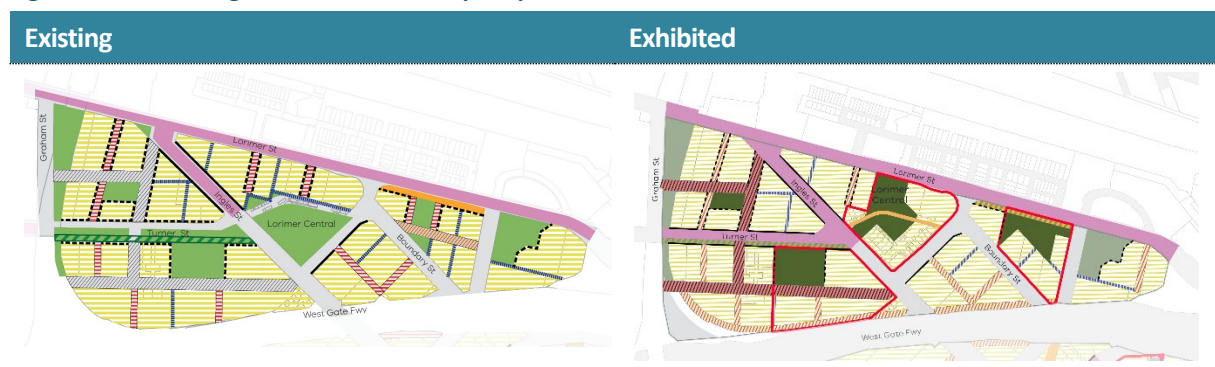 Existing
Exhibited
Graham St
Lorimer St
Ingles St
Lorimer Central
Turner St
Boundary St
West Gate Fwy
Graham St
Lorimer St
Ingles St
Lorimer
Central
Turner St
Boundary St
West Gate Fwy